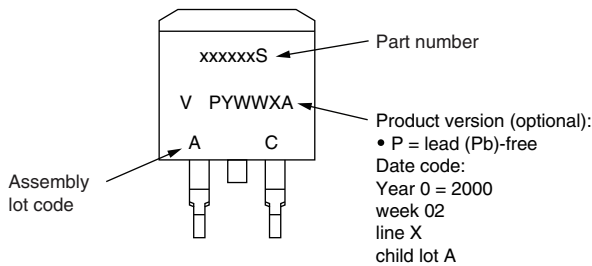 xxxxxxS
Part number
V PYWWXA
A C
Assembly
lot code
Product version (optional):
• P = lead (Pb)-free
Date code:
Year 0 = 2000
week 02
line X
child lot A